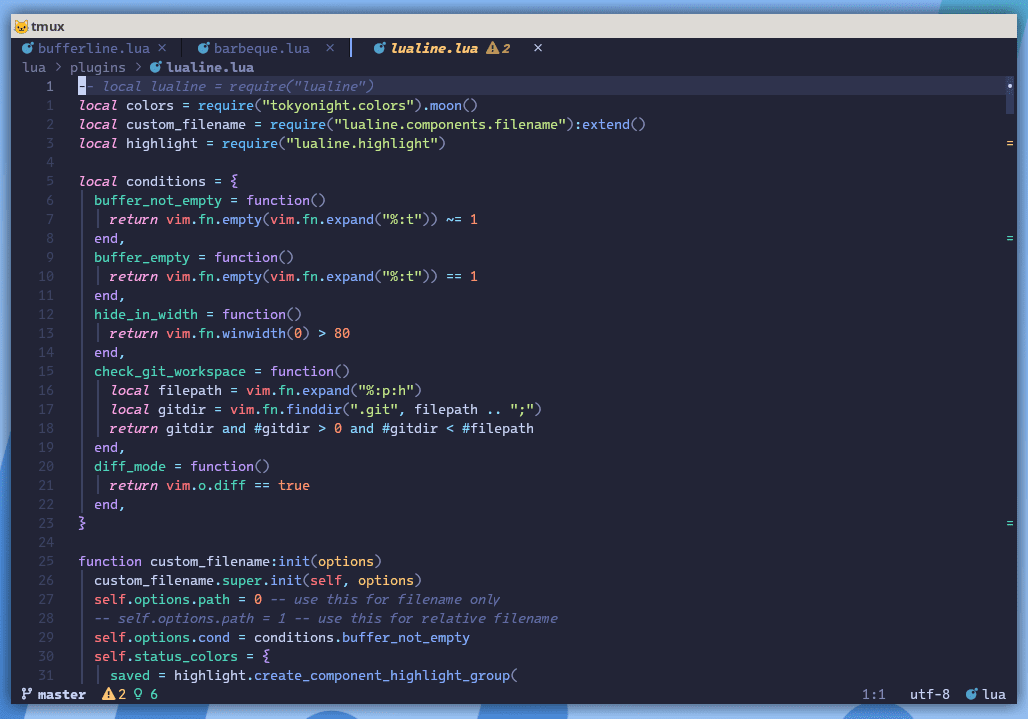 tmux
bufferline.lua × barbeque.lua × lualine.lua 2 ×
lua > plugins > lualine.lua
1 -- local lualine = require("lualine")
1 local colors = require("tokyonight.colors").moon()
2 local custom_filename = require("lualine.components.filename"):extend()
3 local highlight = require("lualine.highlight")
4
5 local conditions = {
6 buffer_not_empty = function()
7 return vim.fn.empty(vim.fn.expand("%:t")) ~= 1
8 end,
9 buffer_empty = function()
10 return vim.fn.empty(vim.fn.expand("%:t")) == 1
11 end,
12 hide_in_width = function()
13 return vim.fn.winwidth(0) > 80
14 end,
15 check_git_workspace = function()
16 local filepath = vim.fn.expand("%:p:h")
17 local gitdir = vim.fn.finddir(".git", filepath .. ";")
18 return gitdir and #gitdir > 0 and #gitdir < #filepath
19 end,
20 diff_mode = function()
21 return vim.o.diff == true
22 end,
23 }
24
25 function custom_filename:init(options)
26 custom_filename.super.init(self, options)
27 self.options.path = 0 -- use this for filename only
28 -- self.options.path = 1 -- use this for relative filename
29 self.options.cond = conditions.buffer_not_empty
30 self.status_colors = {
31 saved = highlight.create_component_highlight_group(
master 2 6 1:1 utf-8 lua